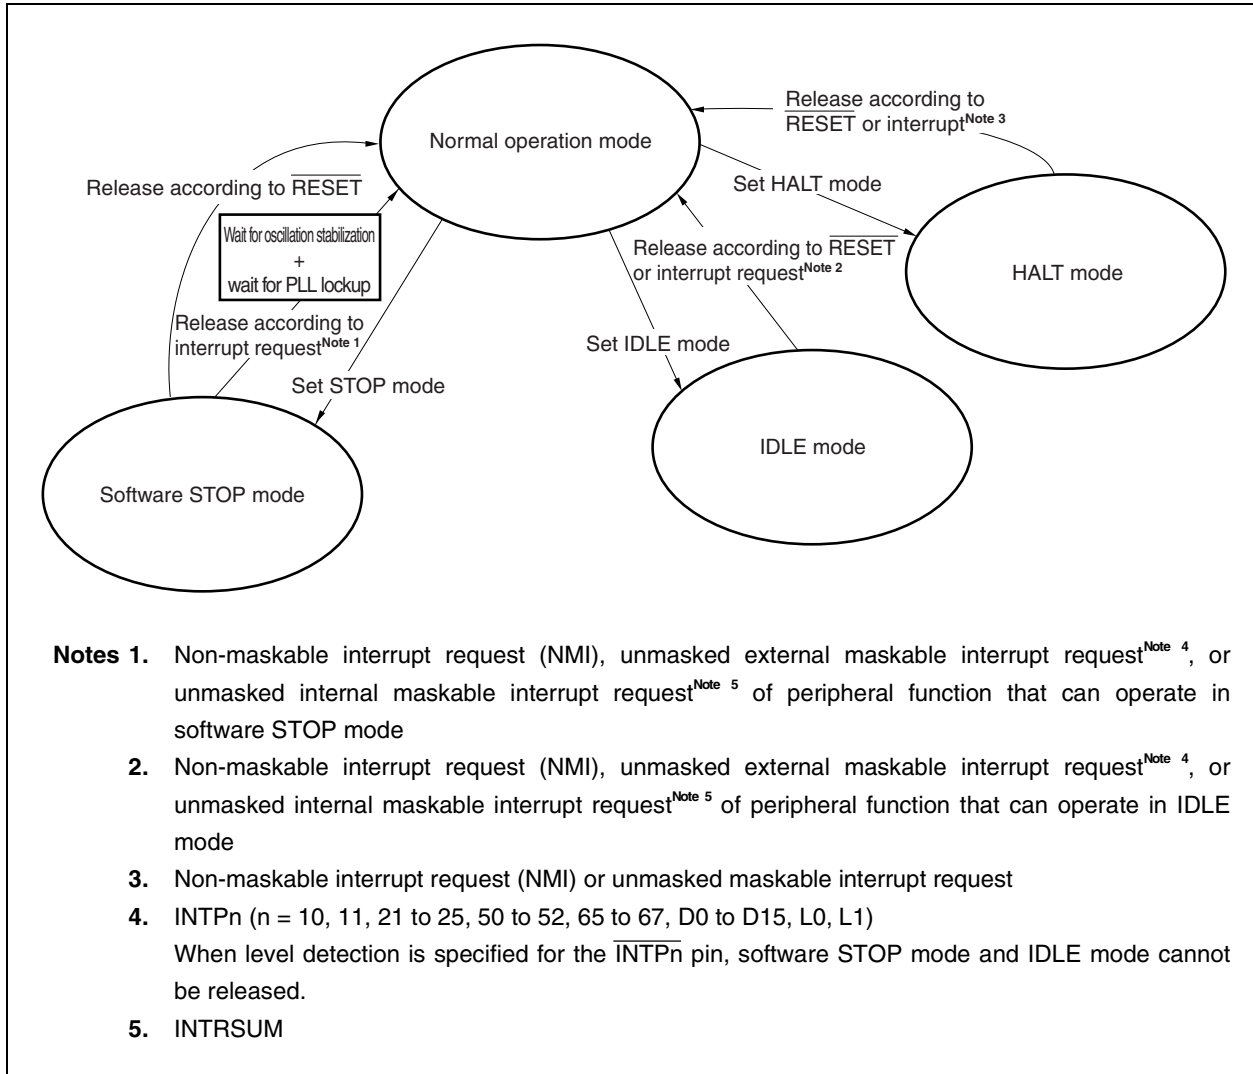 Normal operation mode
Release according to
RESET or interrupt Note 3
Release according to RESET
Set HALT mode
Wait for oscillation stabilization
+
wait for PLL lockup
Release according to RESET
or interrupt request Note 2
HALT mode
Release according to
interrupt request Note 1
Set IDLE mode
Set STOP mode
IDLE mode
Software STOP mode
Notes 1. Non-maskable interrupt request (NMI), unmasked external maskable interrupt request Note 4, or
unmasked internal maskable interrupt request Note 5 of peripheral function that can operate in
software STOP mode
2. Non-maskable interrupt request (NMI), unmasked external maskable interrupt request Note 4, or
unmasked internal maskable interrupt request Note 5 of peripheral function that can operate in IDLE
mode
3. Non-maskable interrupt request (NMI) or unmasked maskable interrupt request
4. INTPn (n = 10, 11, 21 to 25, 50 to 52, 65 to 67, D0 to D15, L0, L1)
When level detection is specified for the INTPn pin, software STOP mode and IDLE mode cannot
be released.
5. INTRSUM